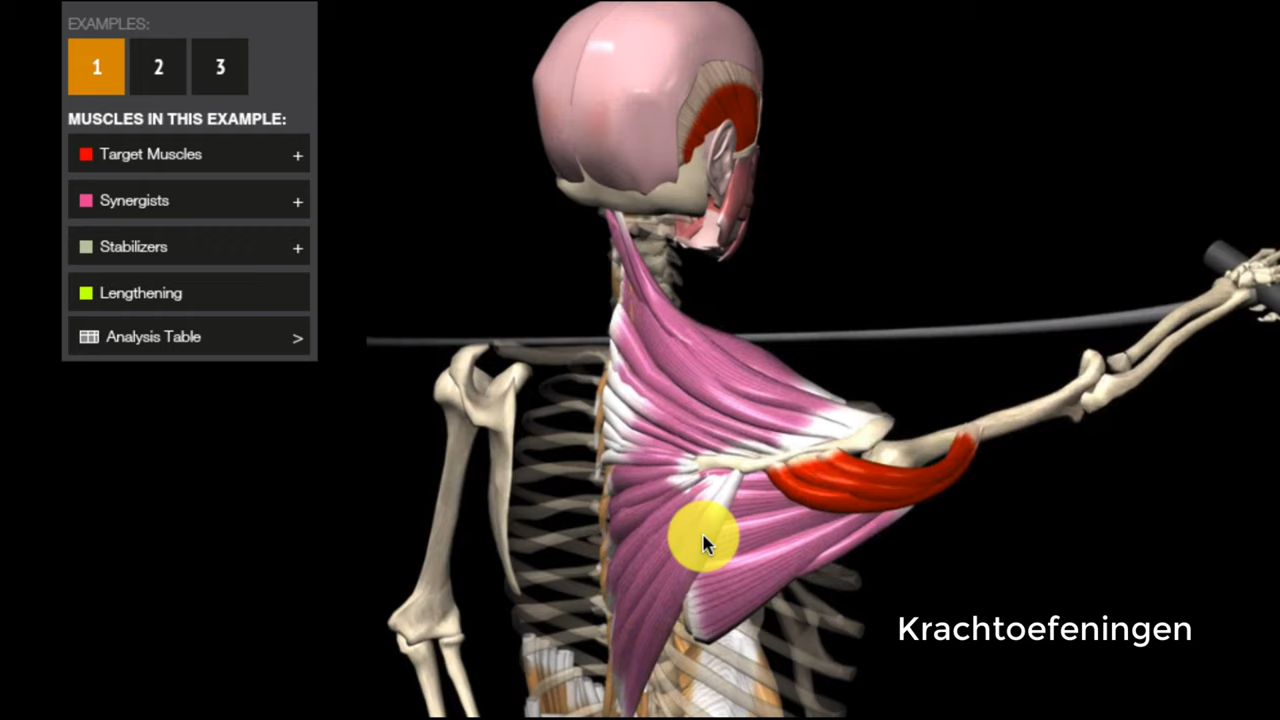 EXAMPLES:
1 2 3
MUSCLES IN THIS EXAMPLE:
Target Muscles +
Synergists +
Stabilizers +
Lengthening
Analysis Table >
Krachtoefeningen